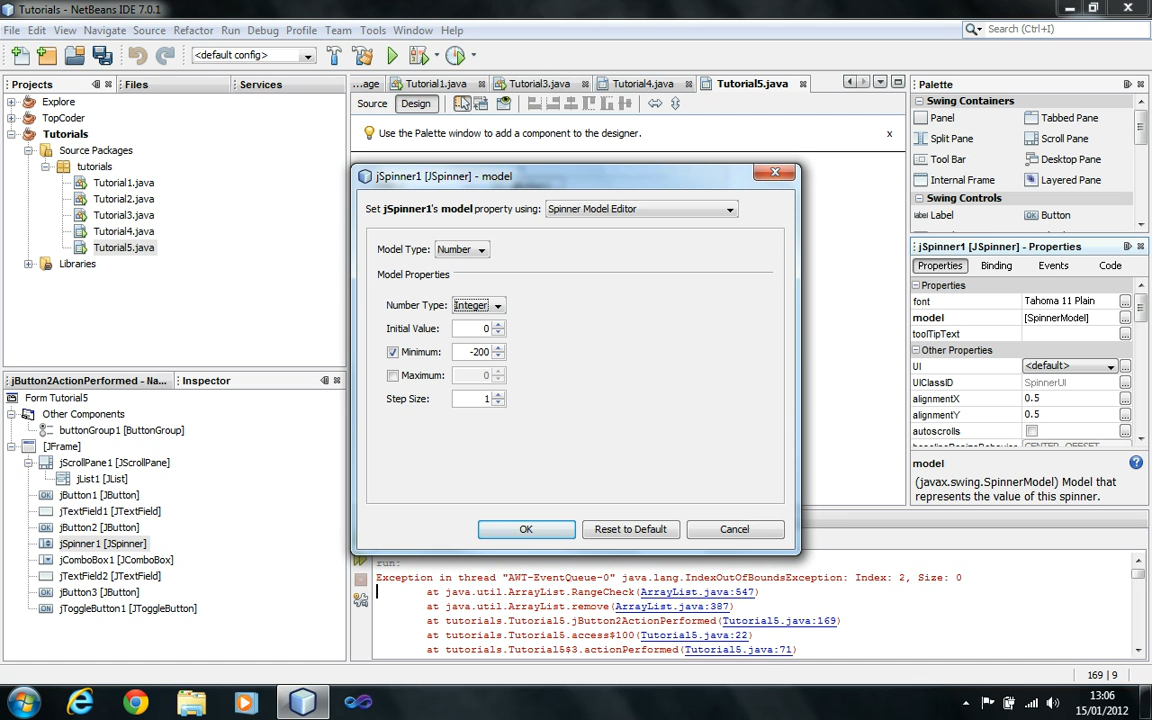 Tutorials - NetBeans IDE 7.0.1
File Edit View Navigate Source Refactor Run Debug Profile Team Tools Window Help
Search (Ctrl+I)
<default config>
Projects
Files
Services
Explore
TopCoder
Tutorials
Source Packages
tutorials
Tutorial1.java
Tutorial2.java
Tutorial3.java
Tutorial4.java
Tutorial5.java
Libraries
...age
Tutorial1.java
Tutorial3.java
Tutorial4.java
Tutorial5.java
Source
Design
Use the Palette window to add a component to the designer.
x
jSpinner1 [JSpinner] - model
Set jSpinner1's model property using:
Spinner Model Editor
Model Type:
Number
Model Properties
Number Type:
Integer
Initial Value:
0
Minimum:
-200
Maximum:
0
Step Size:
1
OK
Reset to Default
Cancel
Palette
Swing Containers
Panel
Tabbed Pane
Split Pane
Scroll Pane
Tool Bar
Desktop Pane
Internal Frame
Layered Pane
Swing Controls
label Label
OK Button
jSpinner1 [JSpinner] - Properties
Properties
Binding
Events
Code
Properties
font
Tahoma 11 Plain
model
[SpinnerModel]
toolTipText
Other Properties
UI
<default>
UIClassID
SpinnerUI
alignmentX
0.5
alignmentY
0.5
autoscrolls
model
(javax.swing.SpinnerModel) Model that
represents the value of this spinner.
jButton2ActionPerformed - Na...
Inspector
Form Tutorial5
Other Components
buttonGroup1 [ButtonGroup]
[JFrame]
jScrollPane1 [JScrollPane]
jList1 [JList]
jButton1 [JButton]
jTextField1 [JTextField]
jButton2 [JButton]
jSpinner1 [JSpinner]
jComboBox1 [JComboBox]
jTextField2 [JTextField]
jButton3 [JButton]
jToggleButton1 [JToggleButton]
run:
Exception in thread "AWT-EventQueue-0" java.lang.IndexOutOfBoundsException: Index: 2, Size: 0
at java.util.ArrayList.RangeCheck(ArrayList.java:547)
at java.util.ArrayList.remove(ArrayList.java:387)
at tutorials.Tutorial5.jButton2ActionPerformed(Tutorial5.java:169)
at tutorials.Tutorial5.access$100(Tutorial5.java:22)
at tutorials.Tutorial5$3.actionPerformed(Tutorial5.java:71)
169 | 9
13:06
15/01/2012